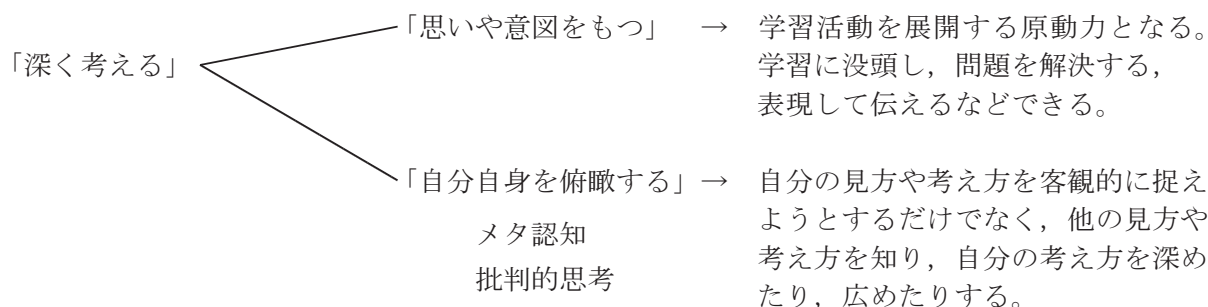 「深く考える」
「思いや意図をもつ」 → 学習活動を展開する原動力となる。
学習に没頭し，問題を解決する，
表現して伝えるなどできる。
「自分自身を俯瞰する」→ 自分の見方や考え方を客観的に捉え
ようとするだけでなく，他の見方や
考え方を知り，自分の考え方を深め
たり，広めたりする。
メタ認知
批判的思考